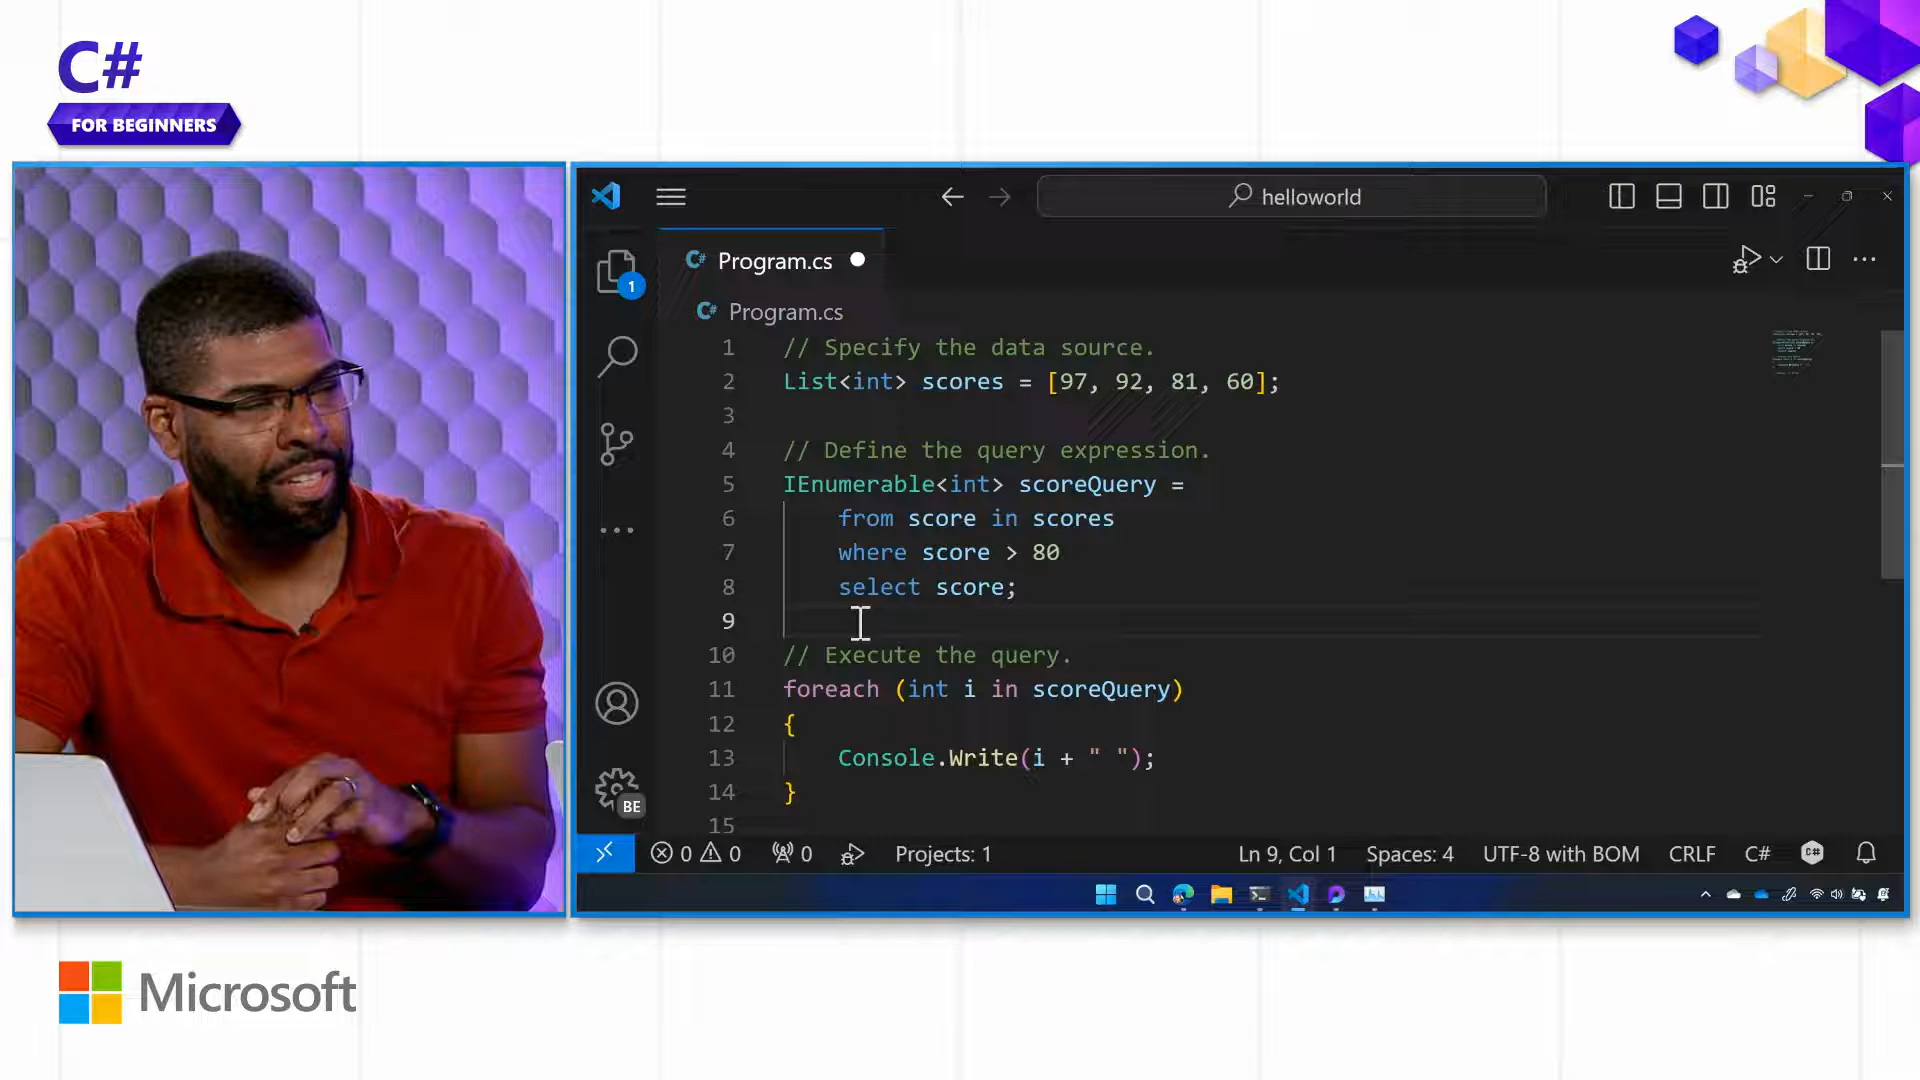 C#
FOR BEGINNERS
helloworld
C# Program.cs
1
C# Program.cs
1 // Specify the data source.
2 List<int> scores = [97, 92, 81, 60];
3
4 // Define the query expression.
5 IEnumerable<int> scoreQuery =
6 from score in scores
7 where score > 80
8 select score;
9
10 // Execute the query.
11 foreach (int i in scoreQuery)
12 {
13 Console.Write(i + " ");
14 }
15
BE
0 0 0 Projects: 1 Ln 9, Col 1 Spaces: 4 UTF-8 with BOM CRLF C# C#
Microsoft